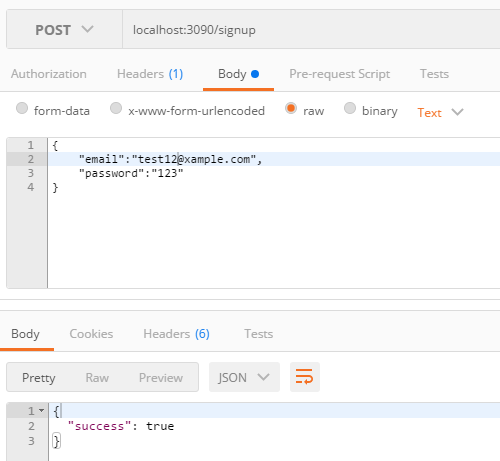 POST localhost:3090/signup
Authorization Headers (1) Body Pre-request Script Tests
form-data x-www-form-urlencoded raw binary Text
1 {
2 "email":"test12@xample.com",
3 "password":"123"
4 }
Body Cookies Headers (6) Tests
Pretty Raw Preview JSON
1 {
2 "success": true
3 }